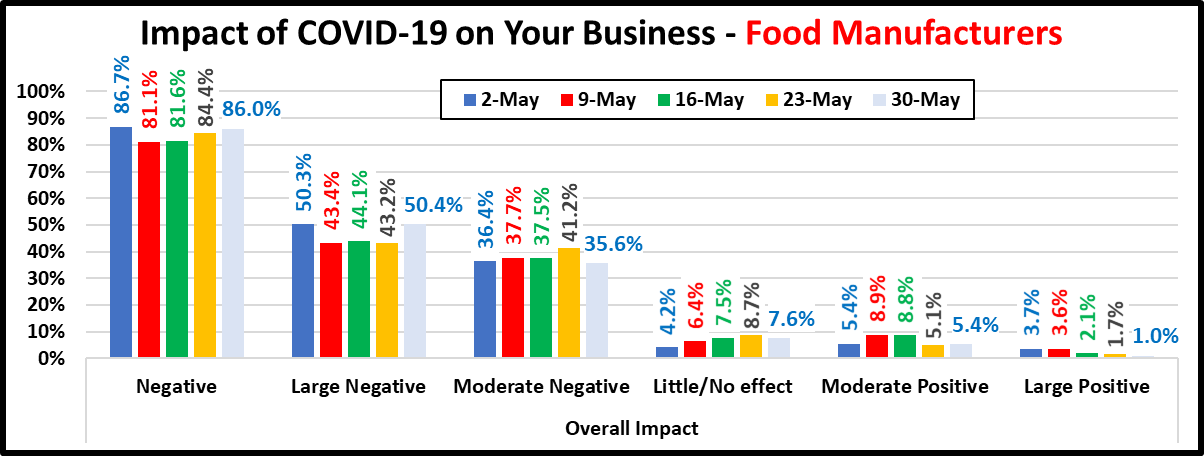 Impact of COVID-19 on Your Business - Food Manufacturers
2-May 9-May 16-May 23-May 30-May
100%
90%
80%
70%
60%
50%
40%
30%
20%
10%
0%
86.7% 81.1% 81.6% 84.4% 86.0%
50.3% 43.4% 44.1% 43.2% 50.4%
36.4% 37.7% 37.5% 41.2% 35.6%
4.2% 6.4% 7.5% 8.7% 7.6%
5.4% 8.9% 8.8% 5.1% 5.4%
3.7% 3.6% 2.1% 1.7% 1.0%
Negative Large Negative Moderate Negative Little/No effect Moderate Positive Large Positive
Overall Impact